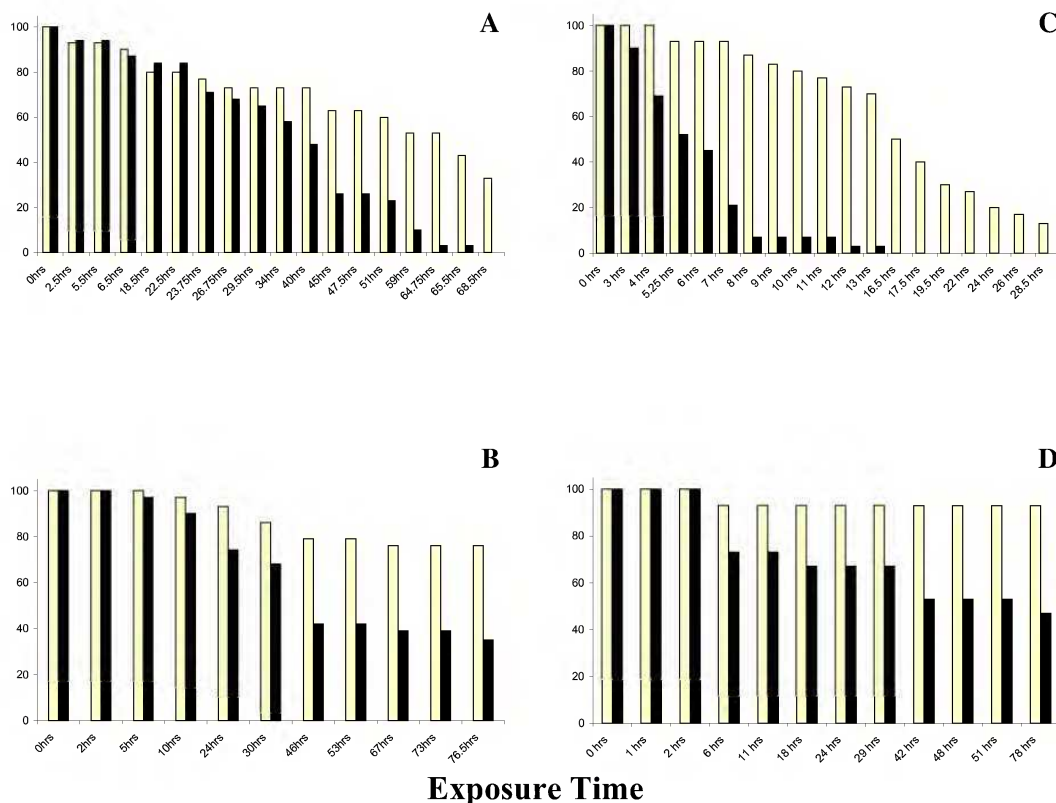 A
100
80
60
40
20
0
0hrs
2.5hrs
5.5hrs
6.5hrs
18.5hrs
22.5hrs
23.75hrs
26.75hrs
29.5hrs
34hrs
40hrs
45hrs
47.5hrs
51hrs
59hrs
64.75hrs
65.5hrs
68.5hrs
C
100
80
60
40
20
0
0 hrs
3 hrs
4 hrs
5.25 hrs
6 hrs
7 hrs
8 hrs
9 hrs
10 hrs
11 hrs
12 hrs
13 hrs
16.5 hrs
17.5 hrs
19.5 hrs
22 hrs
24 hrs
26 hrs
28.5 hrs
B
100
80
60
40
20
0
0hrs
2hrs
5hrs
10hrs
24hrs
30hrs
46hrs
53hrs
67hrs
73hrs
76.5hrs
D
100
80
60
40
20
0
0 hrs
1 hrs
2 hrs
6 hrs
11 hrs
18 hrs
24 hrs
29 hrs
42 hrs
48 hrs
51 hrs
78 hrs
Exposure Time